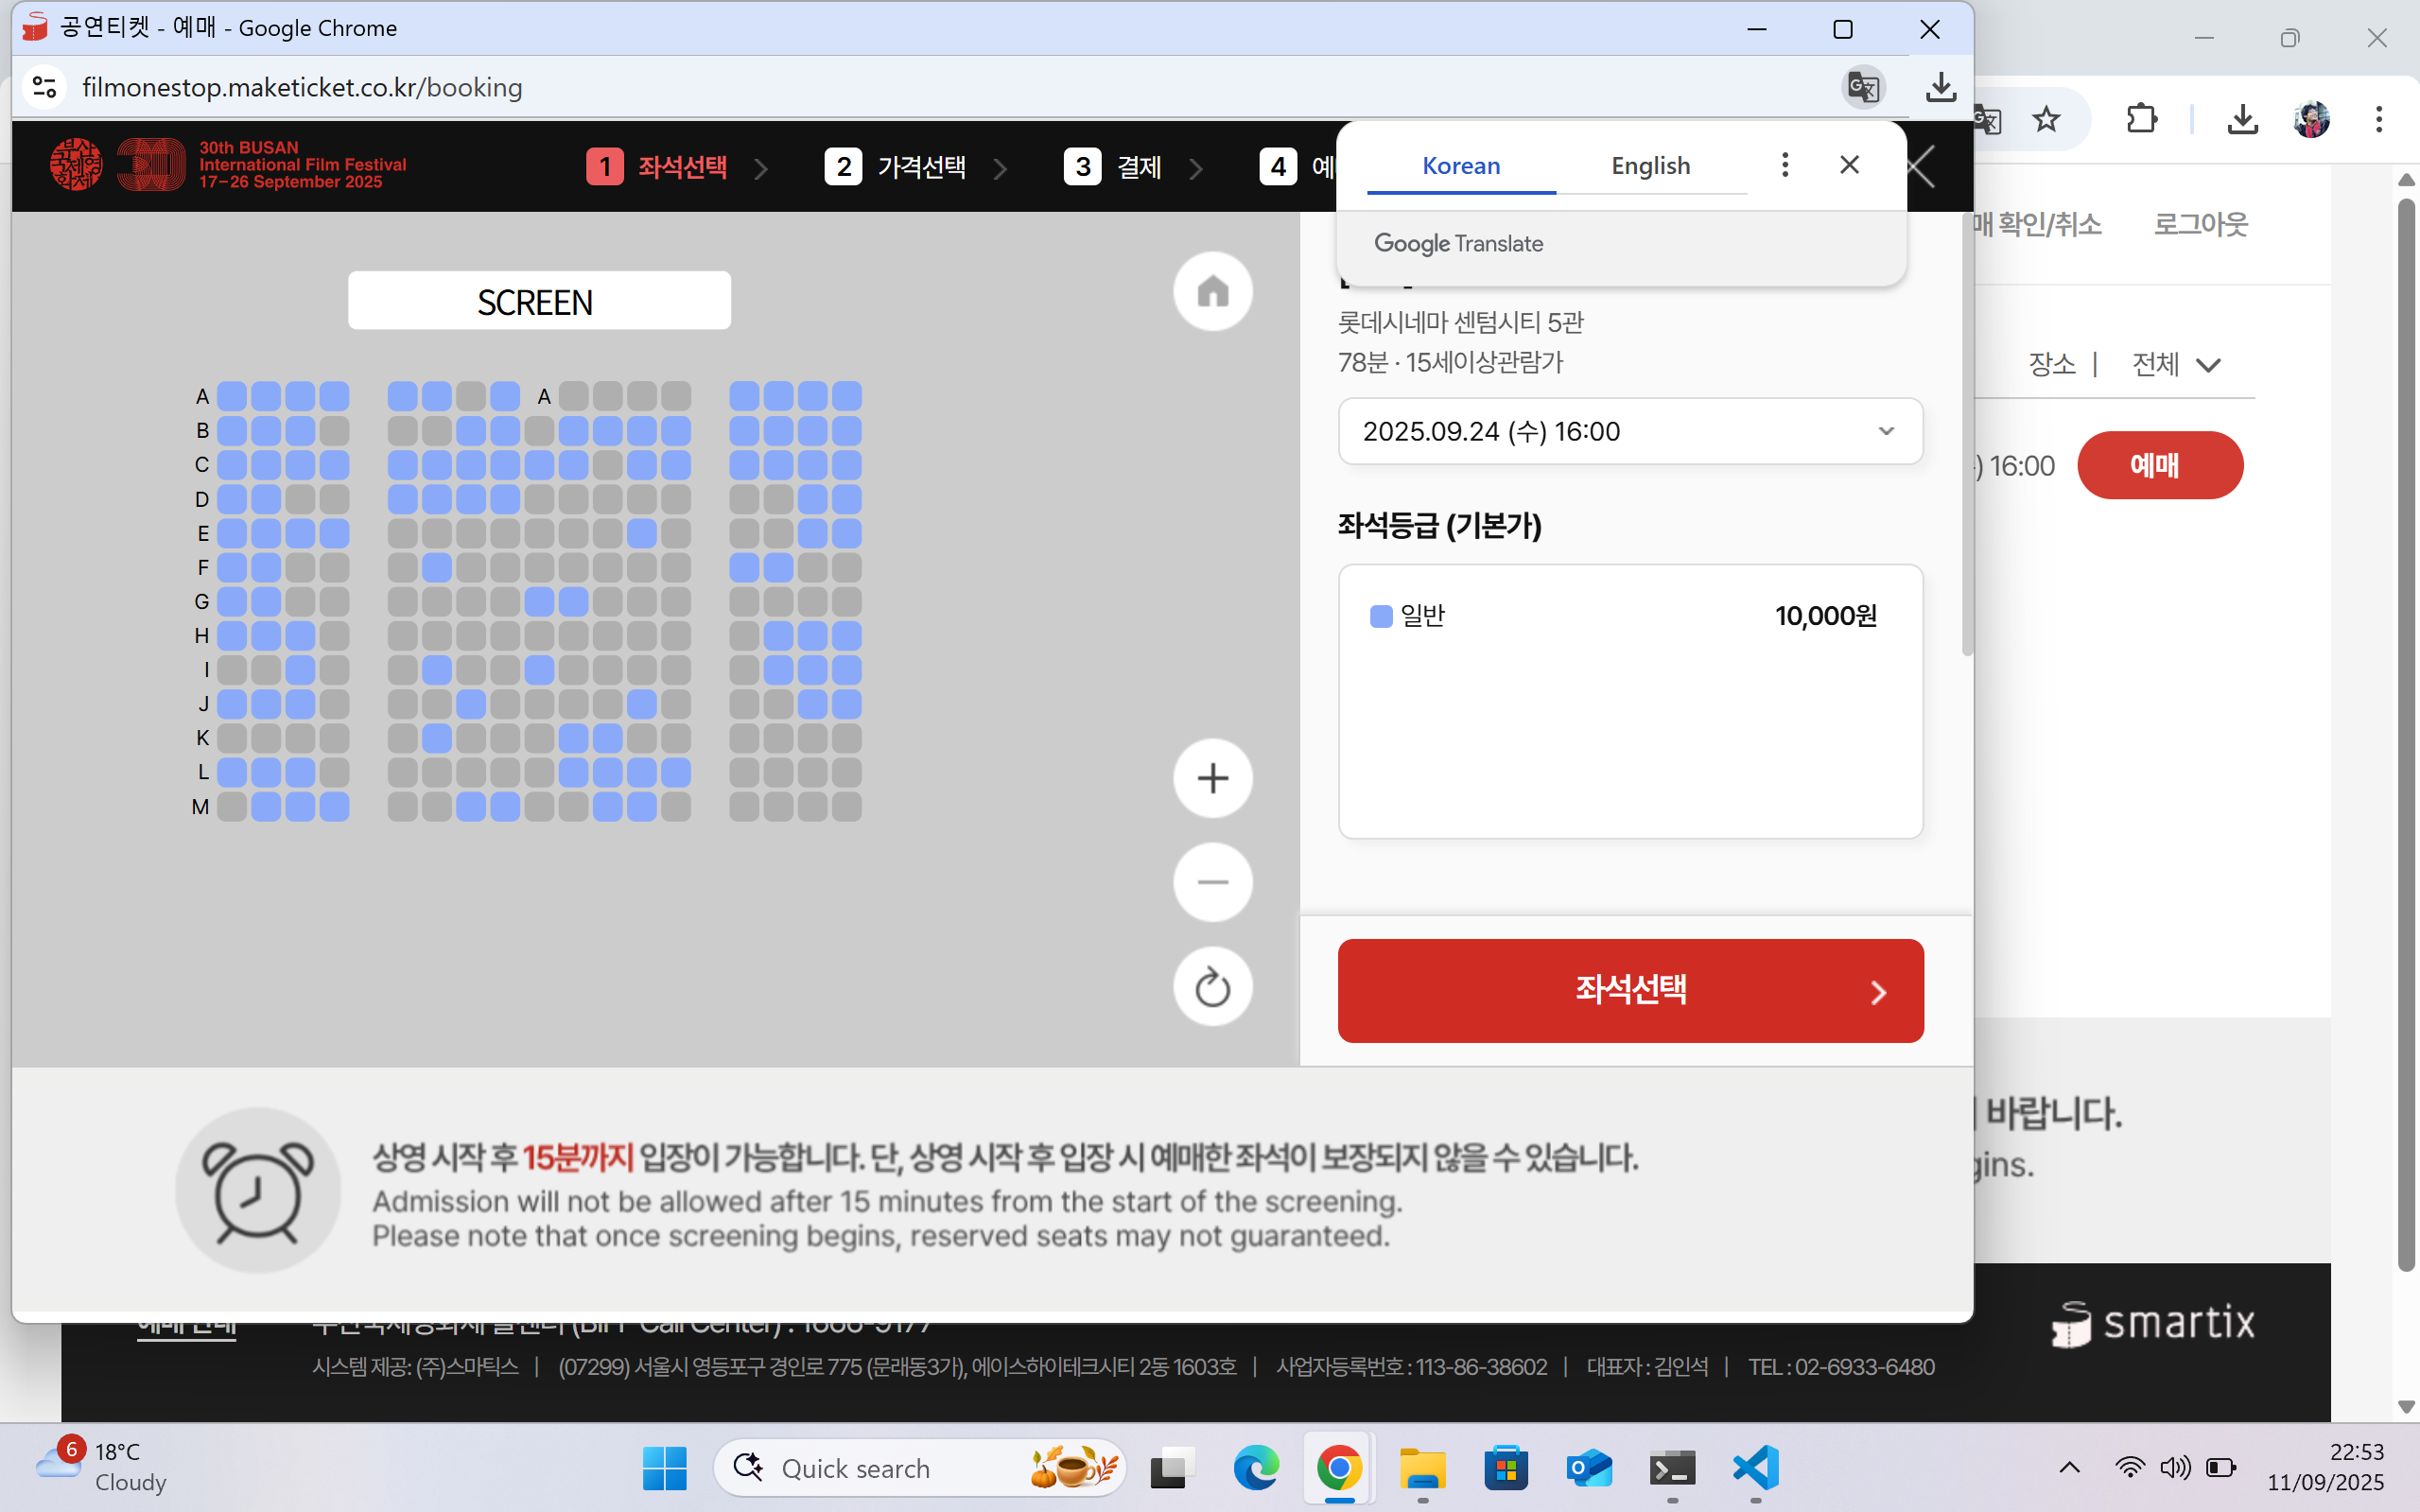 공연티켓 - 예매 - Google Chrome
filmonestop.maketicket.co.kr/booking
부산국제영화제
30th BUSAN
International Film Festival
17–26 September 2025
1 좌석선택
2 가격선택
3 결제
4
Korean English
Google Translate
SCREEN
A A
B
C
D
E
F
G
H
I
J
K
L
M
롯데시네마 센텀시티 5관
78분 · 15세이상관람가
2025.09.24 (수) 16:00
좌석등급 (기본가)
일반 10,000원
좌석선택
상영 시작 후 15분까지 입장이 가능합니다. 단, 상영 시작 후 입장 시 예매한 좌석이 보장되지 않을 수 있습니다.
Admission will not be allowed after 15 minutes from the start of the screening.
Please note that once screening begins, reserved seats may not guaranteed.
확인/취소 로그아웃
장소 | 전체
) 16:00 예매
바랍니다.
gins.
smartix
시스템 제공: (주)스마틱스 | (07299) 서울시 영등포구 경인로 775 (문래동3가), 에이스하이테크시티 2동 1603호 | 사업자등록번호 : 113-86-38602 | 대표자 : 김인석 | TEL : 02-6933-6480
6
18°C
Cloudy
Quick search
22:53
11/09/2025